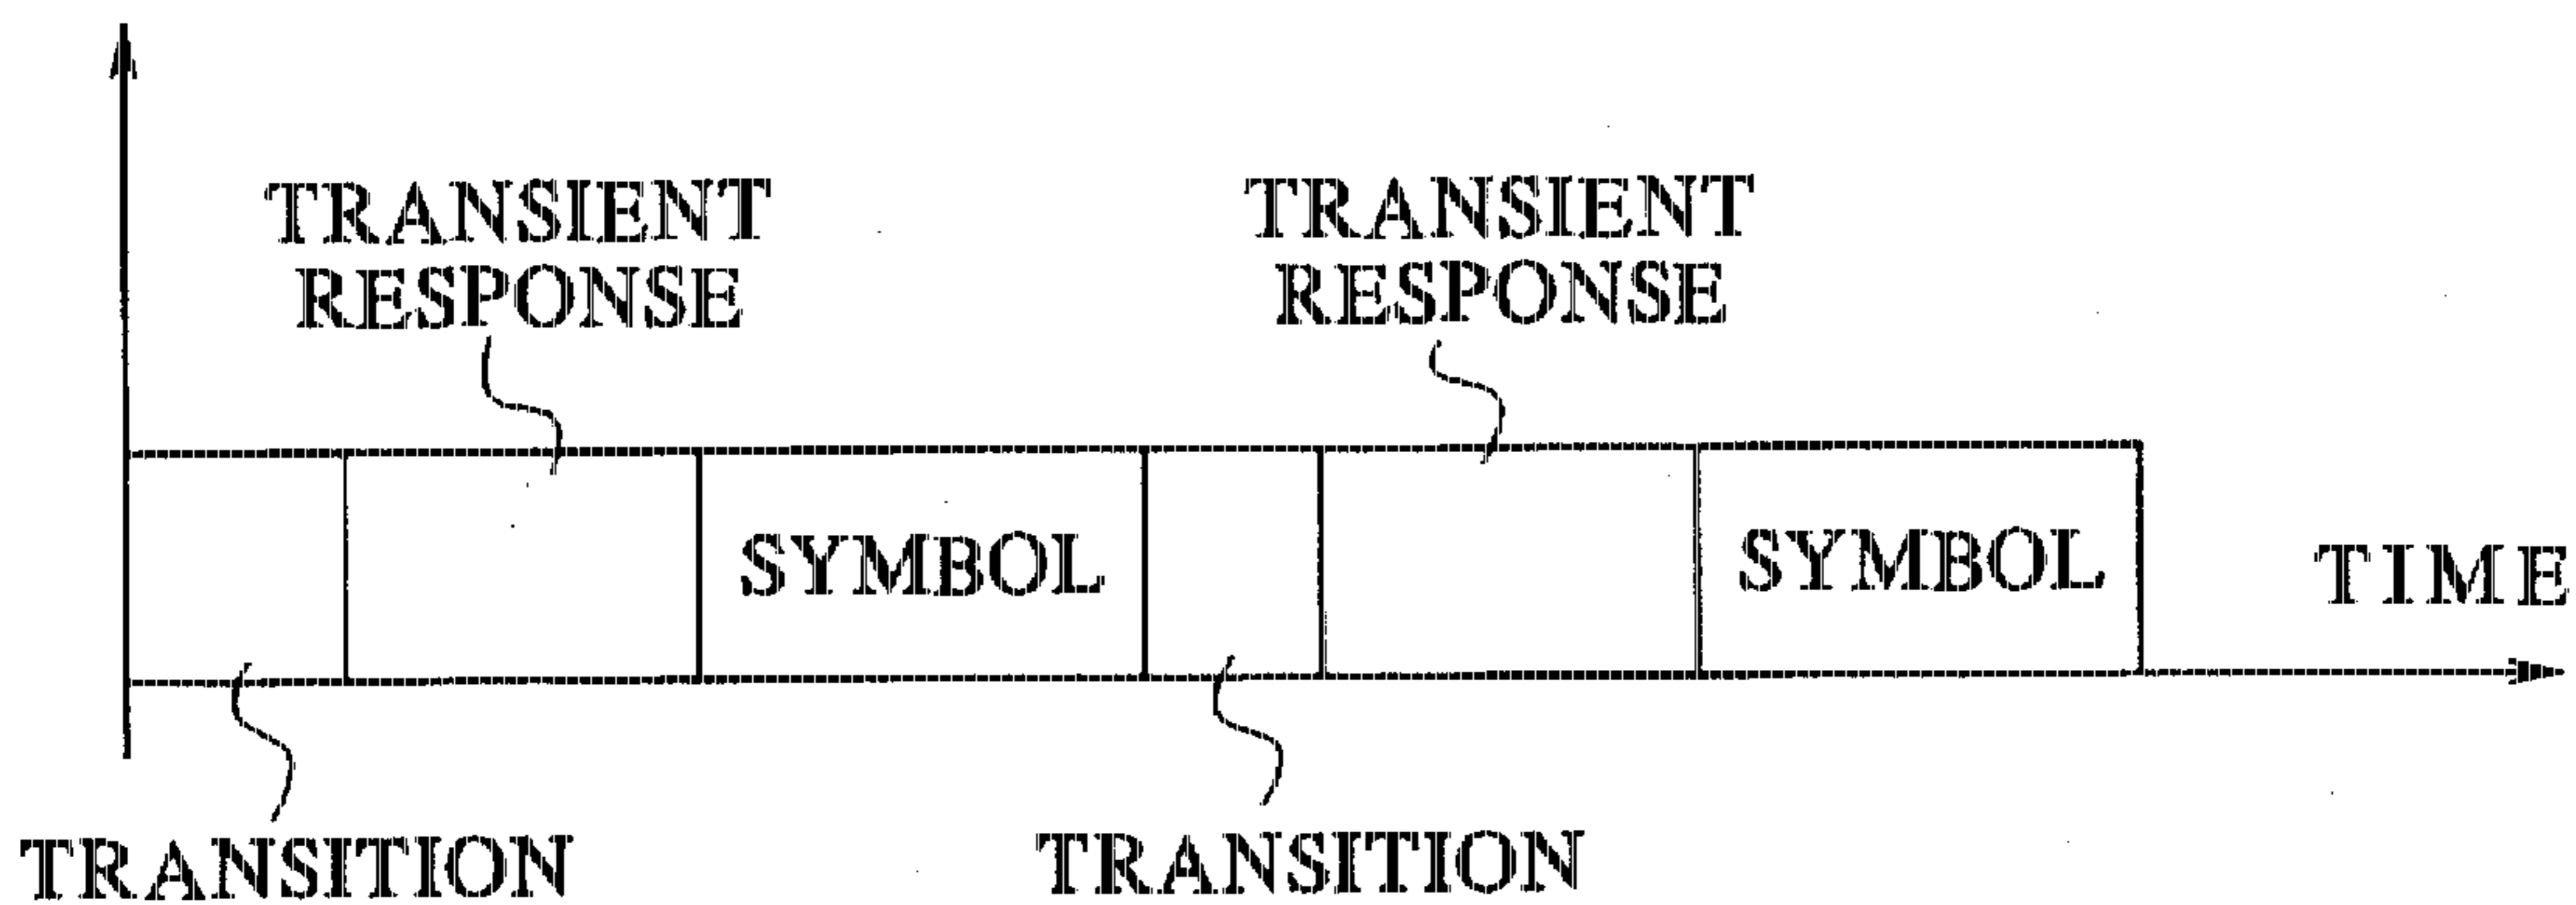 TRANSIENT
RESPONSE
TRANSIENT
RESPONSE
SYMBOL
SYMBOL
TIME
TRANSITION
TRANSITION